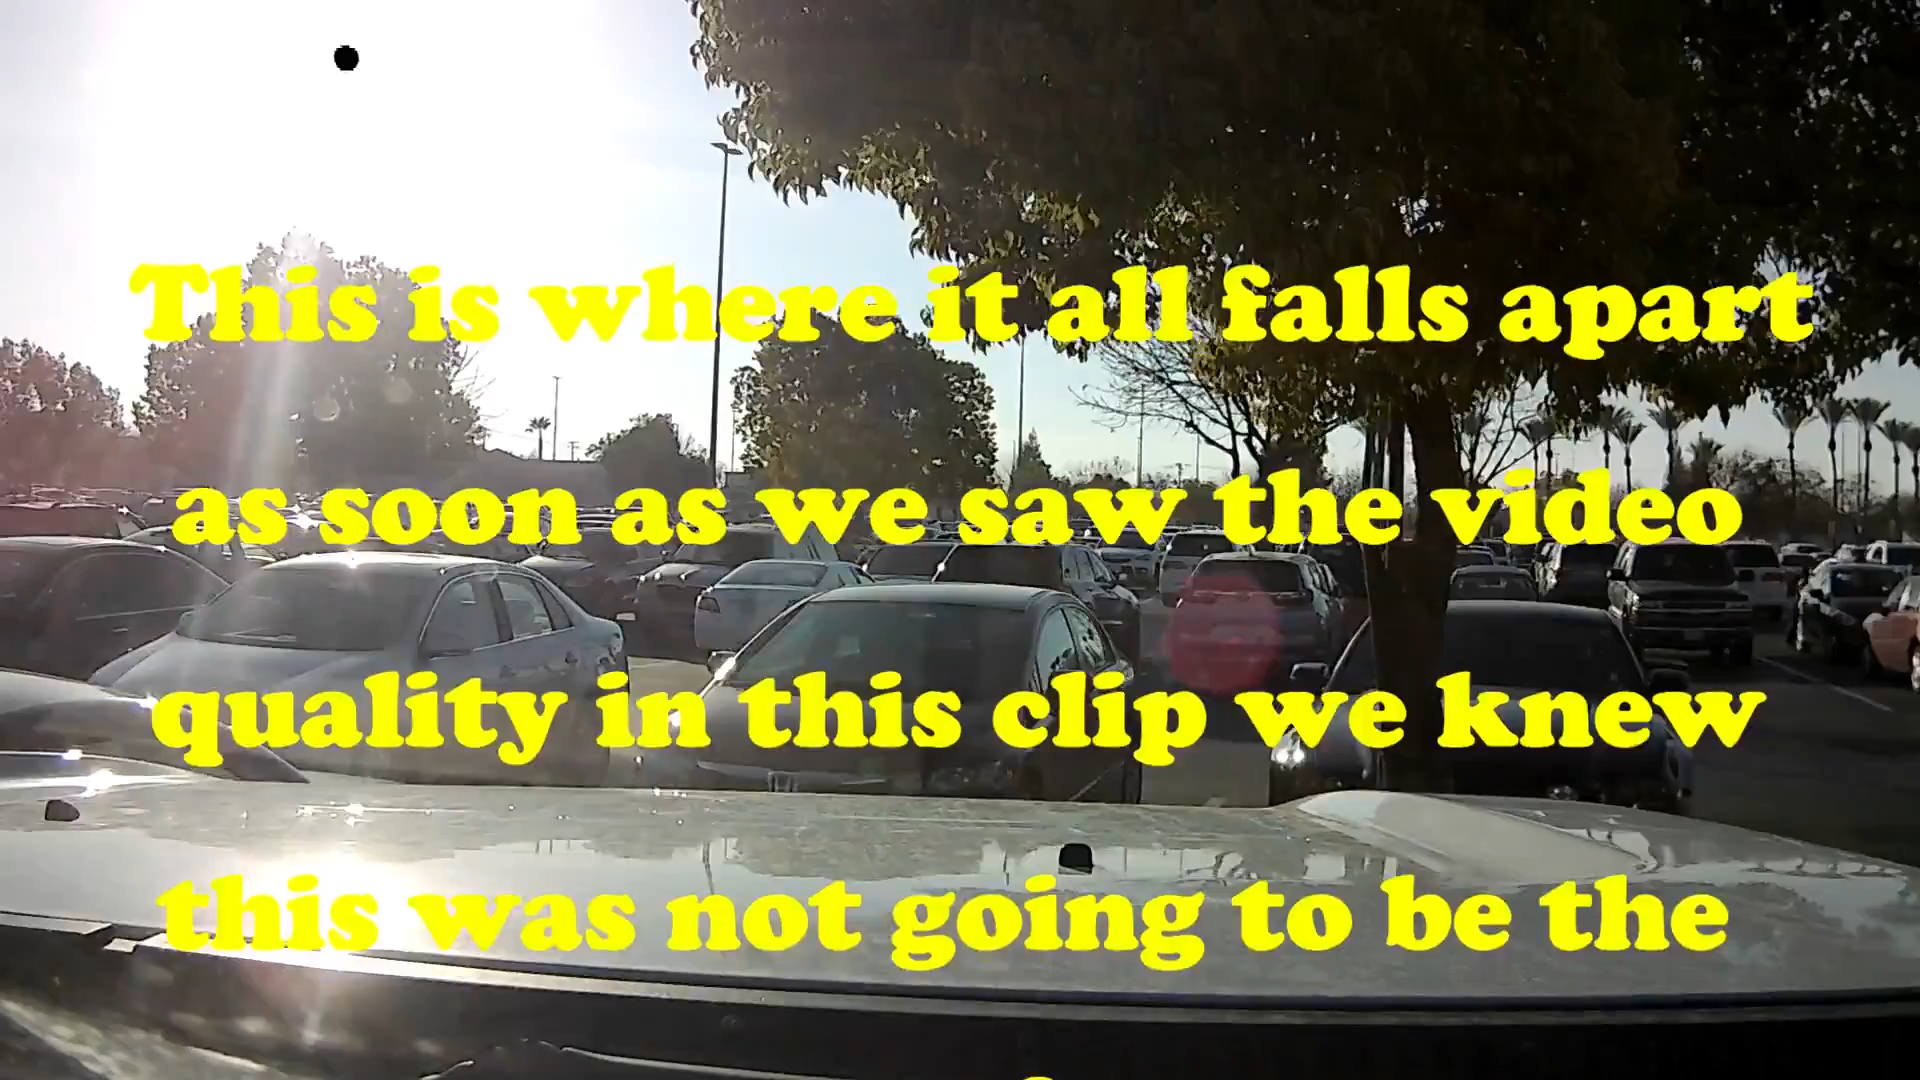 This is where it all falls apart
as soon as we saw the video
quality in this clip we knew
this was not going to be the